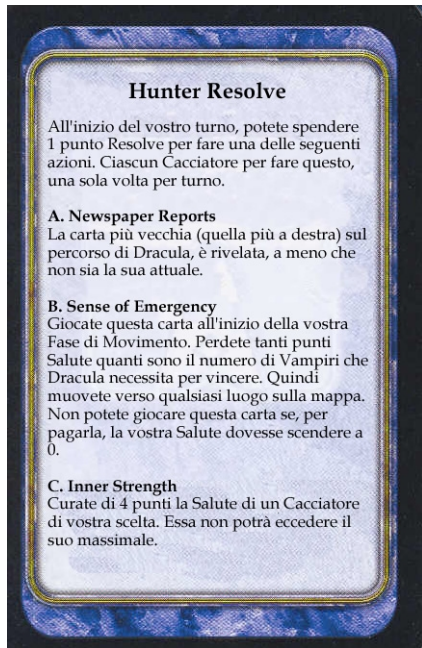 Hunter Resolve
All'inizio del vostro turno, potete spendere
1 punto Resolve per fare una delle seguenti
azioni. Ciascun Cacciatore per fare questo,
una sola volta per turno.
A. Newspaper Reports
La carta più vecchia (quella più a destra) sul
percorso di Dracula, è rivelata, a meno che
non sia la sua attuale.
B. Sense of Emergency
Giocate questa carta all'inizio della vostra
Fase di Movimento. Perdete tanti punti
Salute quanti sono il numero di Vampiri che
Dracula necessita per vincere. Quindi
muovete verso qualsiasi luogo sulla mappa.
Non potete giocare questa carta se, per
pagarla, la vostra Salute dovesse scendere a
0.
C. Inner Strength
Curate di 4 punti la Salute di un Cacciatore
di vostra scelta. Essa non potrà eccedere il
suo massimale.